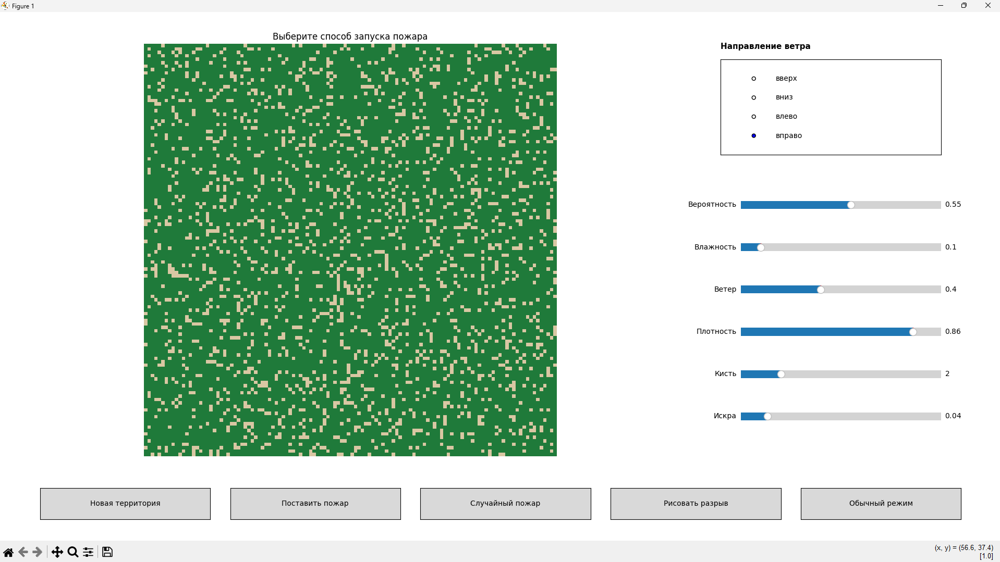 Figure 1
Выберите способ запуска пожара
Направление ветра
вверх
вниз
влево
вправо
Вероятность 0.55
Влажность 0.1
Ветер 0.4
Плотность 0.86
Кисть 2
Искра 0.04
Новая территория
Поставить пожар
Случайный пожар
Рисовать разрыв
Обычный режим
(x, y) = (56.6, 37.4)
[1.0]